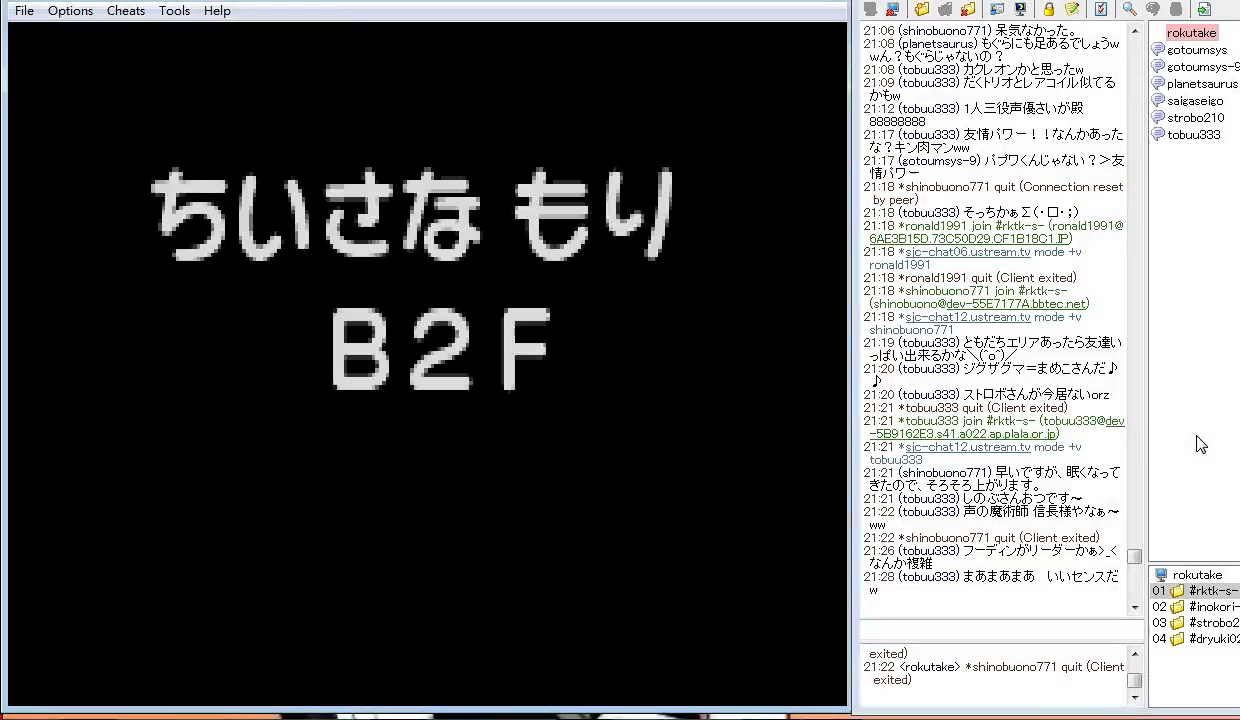 File Options Cheats Tools Help
ちいさな もり
B2F
21:06 (shinobuono771) 呆気なかった。
21:08 (planetsaurus) もぐらにも足あるでしょうw
wん?もぐらじゃないの?
21:08 (tobuu333) カクレオンかと思ったw
21:09 (tobuu333) だくトリオとレアコイル似てる
かもw
21:12 (tobuu333) 1人三役声優さいが殿
88888888
21:17 (tobuu333) 友情パワー!!なんかあった
な?キン肉マンww
21:17 (gotoumsys-9) パプワくんじゃない?>友
情パワー
21:18 *shinobuono771 quit (Connection reset
by peer)
21:18 (tobuu333) そっちかぁΣ(・□・;)
21:18 *ronald1991 join #rktk-s- (ronald1991@
6AE3B15D.73C50D29.CF1B18C1.IP)
21:18 *sjc-chat06.ustream.tv mode +v
ronald1991
21:18 *ronald1991 quit (Client exited)
21:18 *shinobuono771 join #rktk-s-
(shinobuono@dev-55E7177A.bbtec.net)
21:18 *sjc-chat12.ustream.tv mode +v
shinobuono771
21:19 (tobuu333) ともだちエリアあったら友達い
っぱい出来るかな\(^o^)/
21:20 (tobuu333) ジグザグマ=まめこさんだ♪
♪
21:20 (tobuu333) ストロボさんが今居ないorz
21:21 *tobuu333 quit (Client exited)
21:21 *tobuu333 join #rktk-s- (tobuu333@dev
-5B9162E3.s41.a022.ap.plala.or.jp)
21:21 *sjc-chat12.ustream.tv mode +v
tobuu333
21:21 (shinobuono771) 早いですが、眠くなって
きたので、そろそろ上がります。
21:21 (tobuu333) しのぶさんおつです~
21:22 (tobuu333) 声の魔術師 信長様やなぁ~
ww
21:22 *shinobuono771 quit (Client exited)
21:26 (tobuu333) フーディンがリーダーかぁ>_<
なんか複雑
21:28 (tobuu333) まあまあまあ いいセンスだ
w
exited)
21:22 <rokutake> *shinobuono771 quit (Client
exited)
rokutake
gotoumsys
gotoumsys-9
planetsaurus
saigaseigo
strobo210
tobuu333
rokutake
01 #rktk-s-
02 #inokori-
03 #strobo2
04 #dryuki02